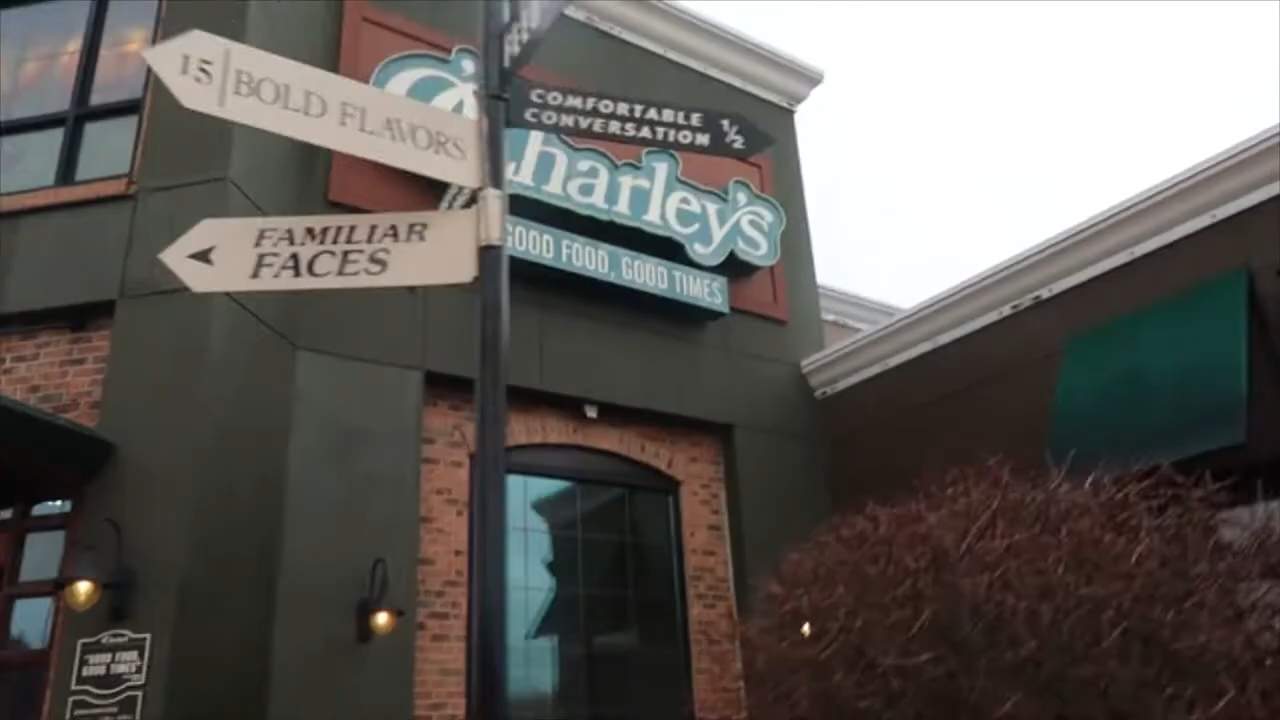 15 BOLD FLAVORS
COMFORTABLE
CONVERSATION 1/2
O'Charley's
GOOD FOOD, GOOD TIMES
FAMILIAR
FACES
"GOOD FOOD,
GOOD TIMES"